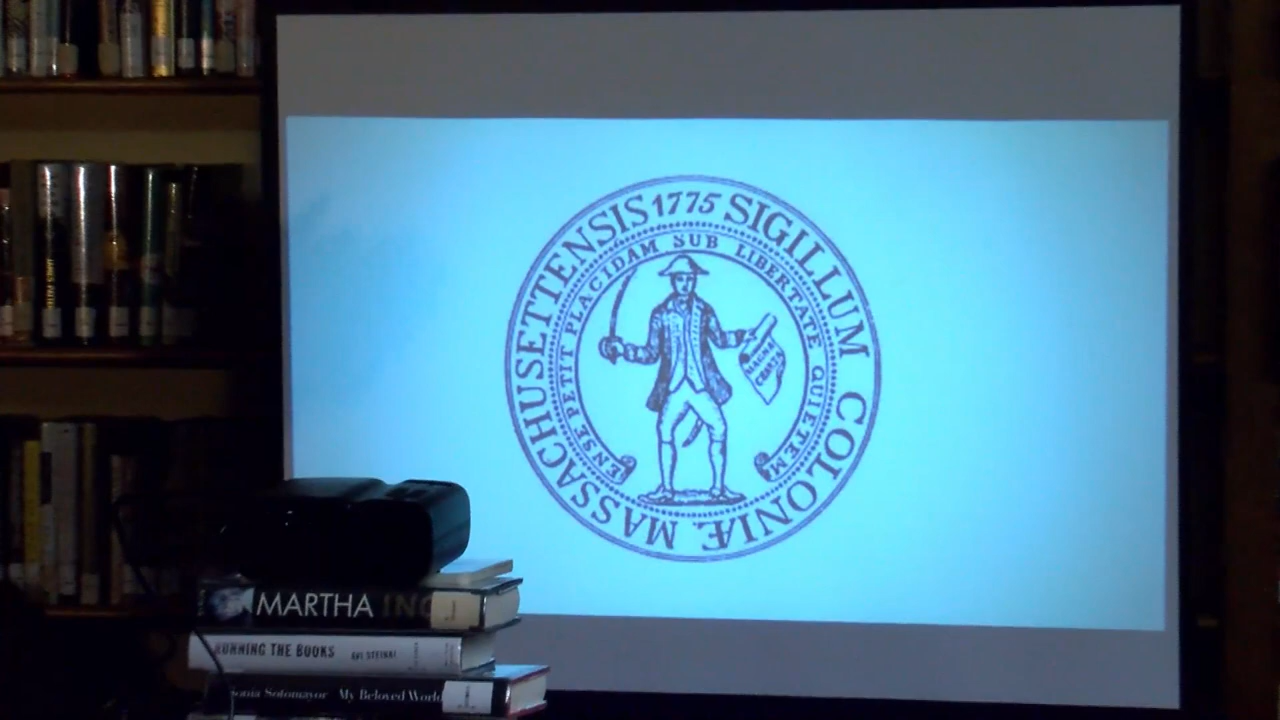 MASSACHUSETTENSIS 1775 SIGILLUM COLONIÆ
ENSE PETIT PLACIDAM SUB LIBERTATE QUIETEM
MAGNA
CHARTA
MARTHA INC
RUNNING THE BOOKS AVI STEINBERG
Sonia Sotomayor My Beloved World